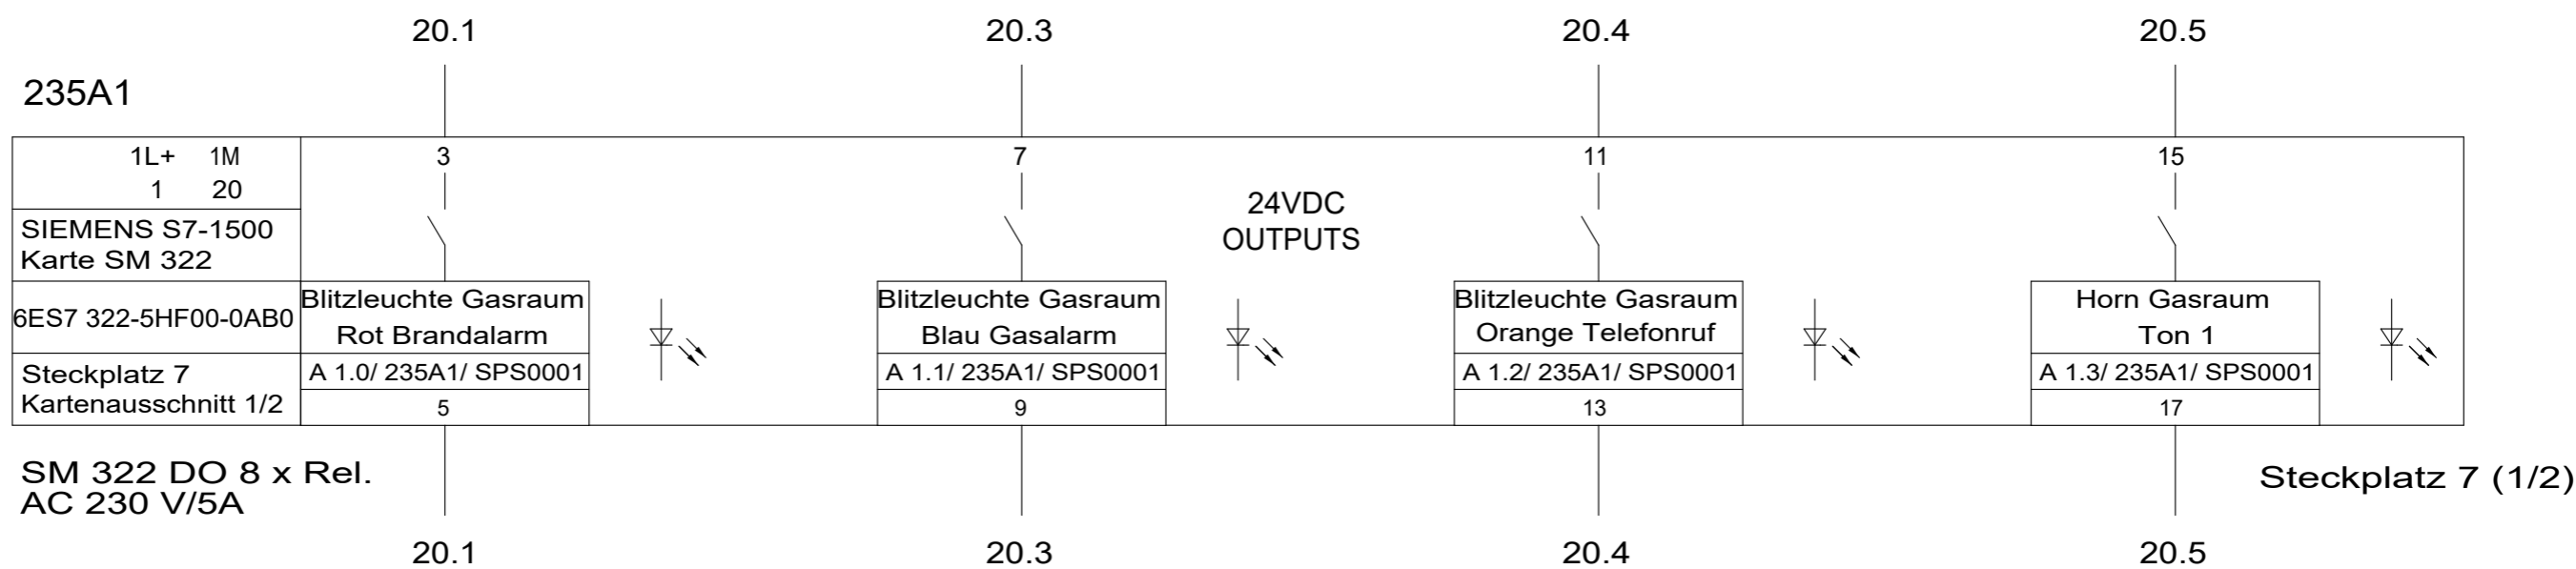 20.1 20.3 20.4 20.5
235A1
1L+ 1M 3 7 11 15
1 20
24VDC
OUTPUTS
SIEMENS S7-1500
Karte SM 322
6ES7 322-5HF00-0AB0
Blitzleuchte Gasraum
Rot Brandalarm
Blitzleuchte Gasraum
Blau Gasalarm
Blitzleuchte Gasraum
Orange Telefonruf
Horn Gasraum
Ton 1
Steckplatz 7
Kartenausschnitt 1/2
A 1.0/ 235A1/ SPS0001
A 1.1/ 235A1/ SPS0001
A 1.2/ 235A1/ SPS0001
A 1.3/ 235A1/ SPS0001
5 9 13 17
SM 322 DO 8 x Rel.
AC 230 V/5A
Steckplatz 7 (1/2)
20.1 20.3 20.4 20.5